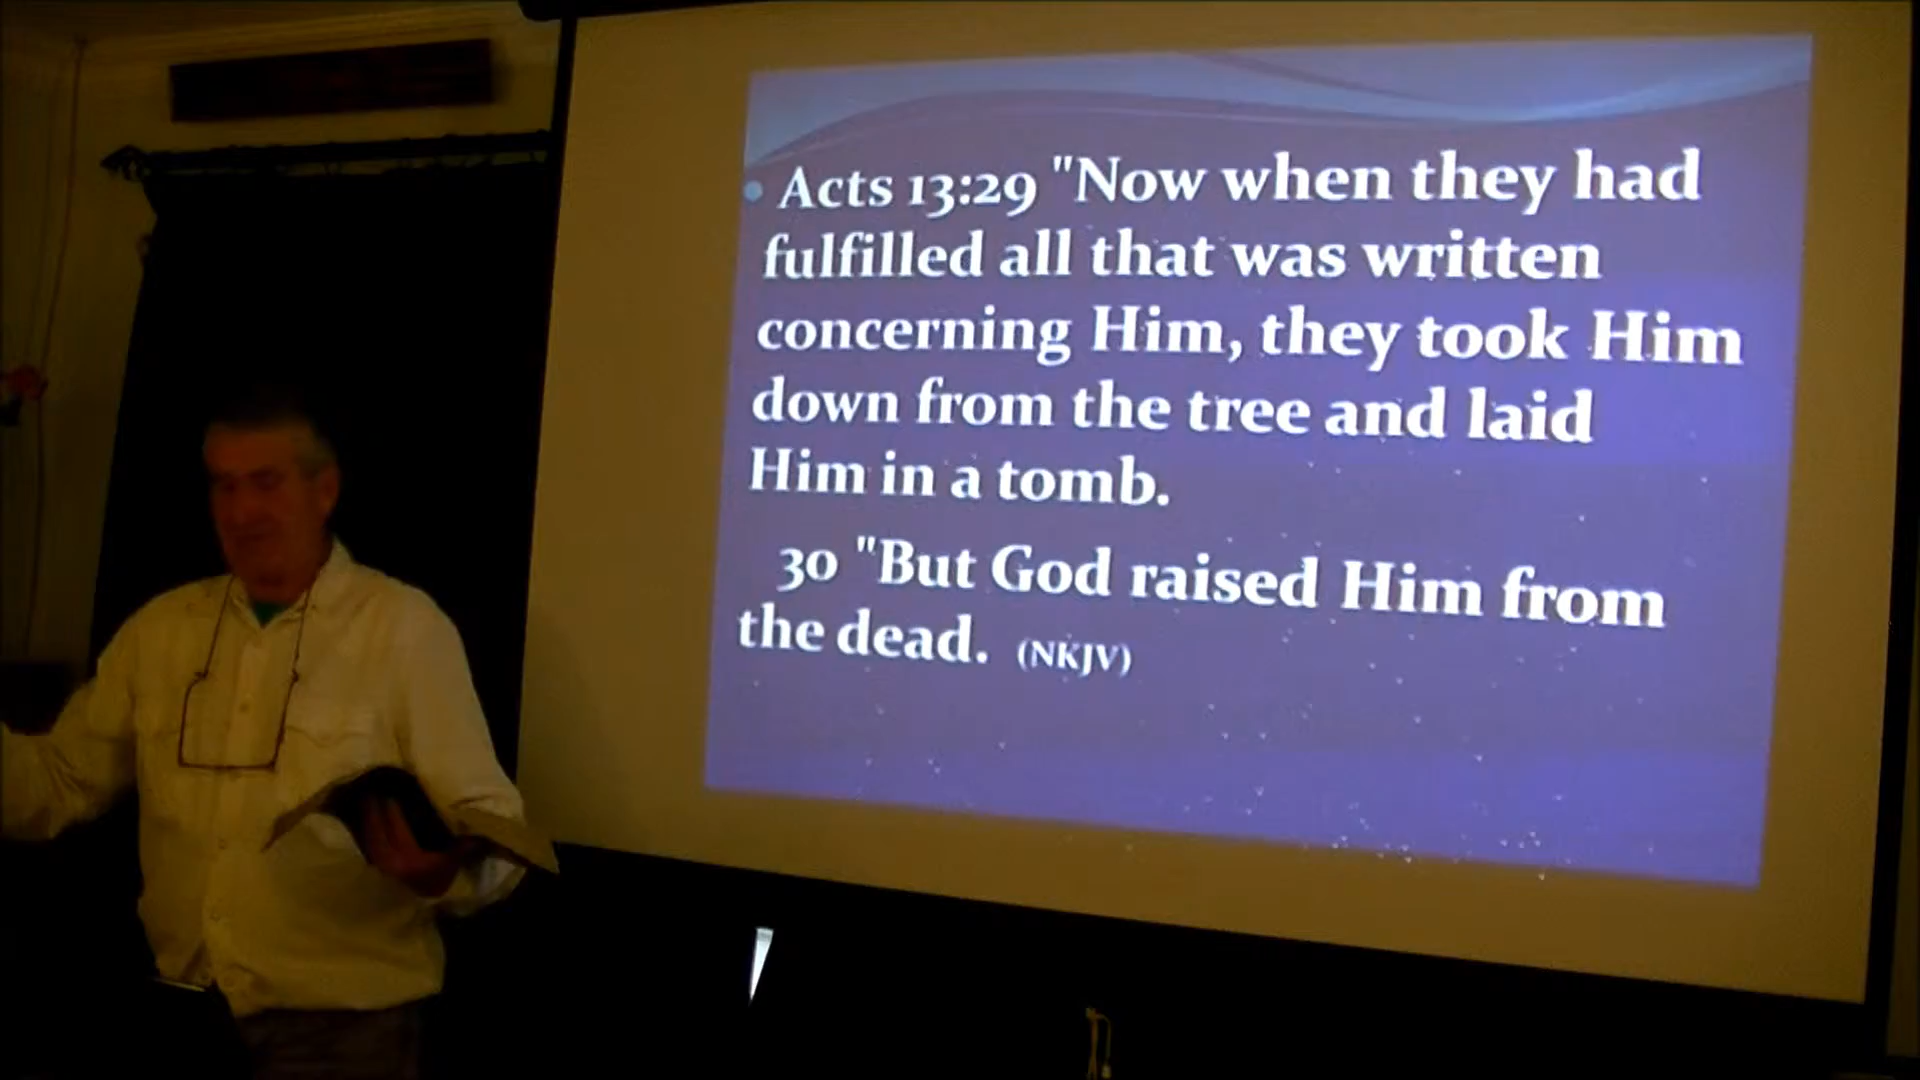 • Acts 13:29 "Now when they had
fulfilled all that was written
concerning Him, they took Him
down from the tree and laid
Him in a tomb.
30 "But God raised Him from
the dead. (NKJV)